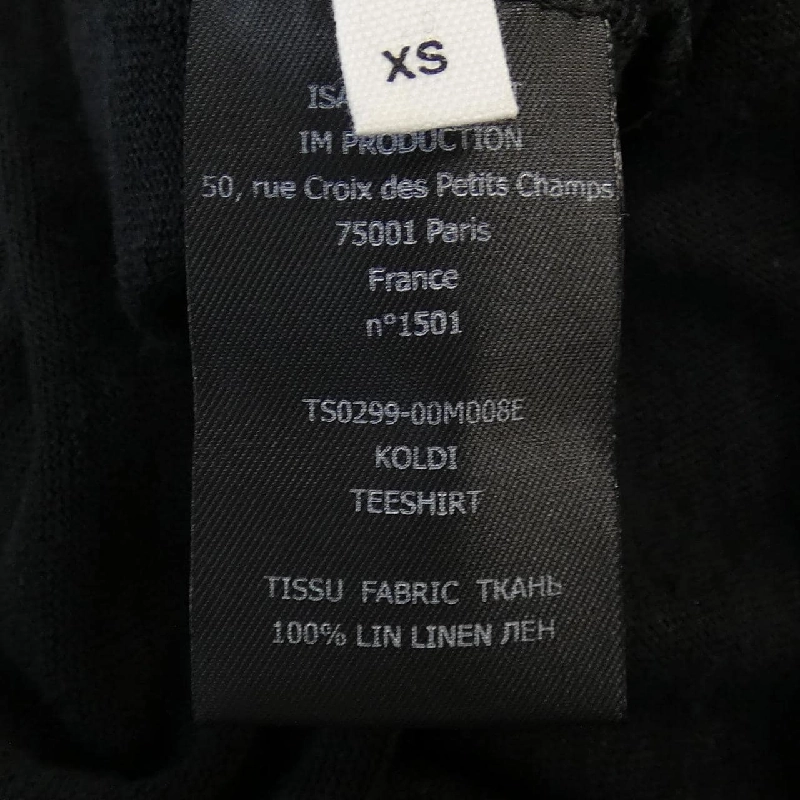 XS
ISA
IM PRODUCTION
50, rue Croix des Petits Champs
75001 Paris
France
n°1501
TS0299-00M008E
KOLDI
TEESHIRT
TISSU FABRIC ТКАНЬ
100% LIN LINEN ЛЕН